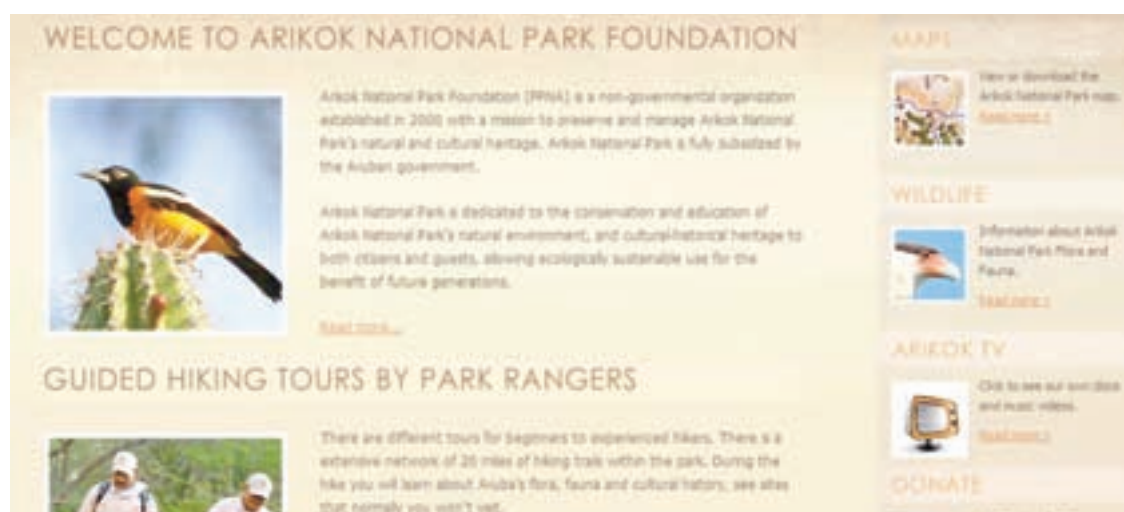 WELCOME TO ARIKOK NATIONAL PARK FOUNDATION
Arikok National Park Foundation (FPNA) is a non-governmental organization
established in 2000 with a mission to preserve and manage Arikok National
Park's natural and cultural heritage. Arikok National Park is fully subsidized by
the Aruban government.
Arikok National Park is dedicated to the conservation and education of
Arikok National Park's natural environment, and cultural-historical heritage to
both citizens and guests, allowing ecologically sustainable use for the
benefit of future generations.
Read more...
GUIDED HIKING TOURS BY PARK RANGERS
There are different tours for beginners to experienced hikers. There is a
extensive network of 20 miles of hiking trails within the park. During the
hike you will learn about Aruba's flora, fauna and cultural history, see sites
that normally you won't visit.
MAPS
View or download the
Arikok National Park map.
Read more >
WILDLIFE
Information about Arikok
National Park Flora and
Fauna.
Read more >
ARIKOK TV
Click to see our own
and music videos.
Read more >
DONATE